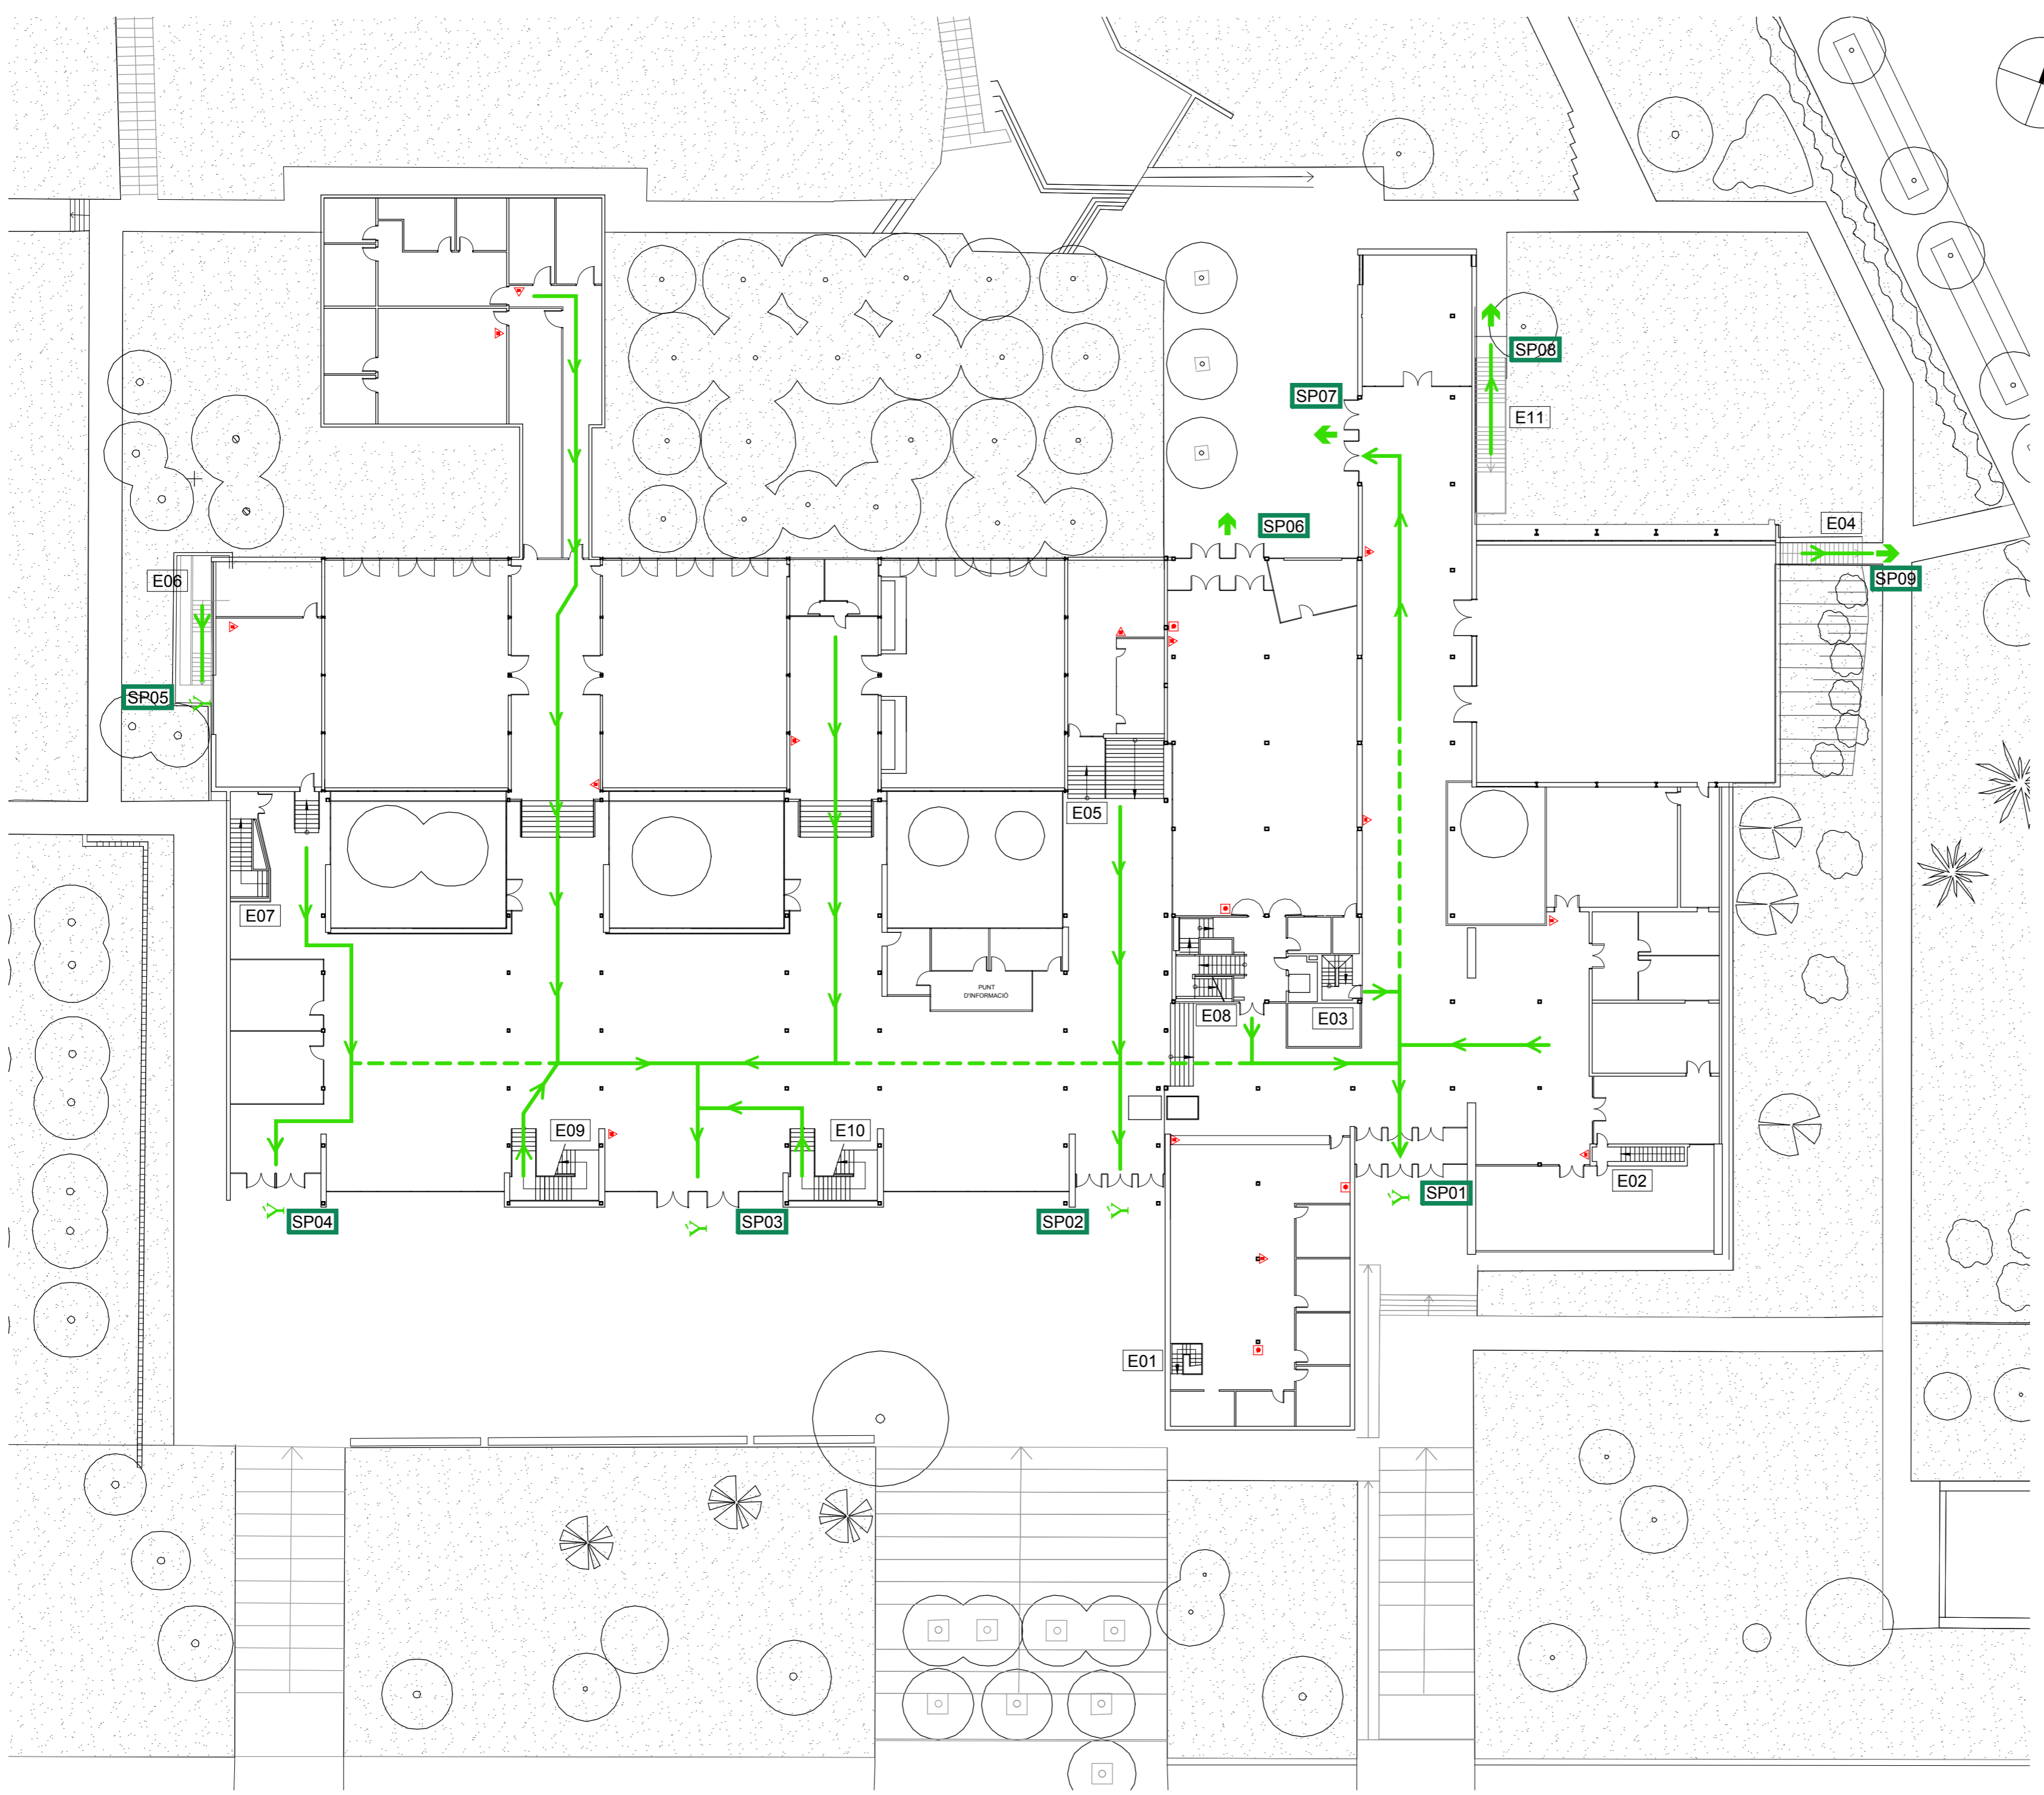 SP08
SP07
E11
SP06
E04
SP09
E06
SP05
E05
E07
PUNT
D'INFORMACIÓ
E08
E03
E09
E10
E02
SP01
SP04
SP03
SP02
Ý
Ý
Ý
Ý
Ý
E01